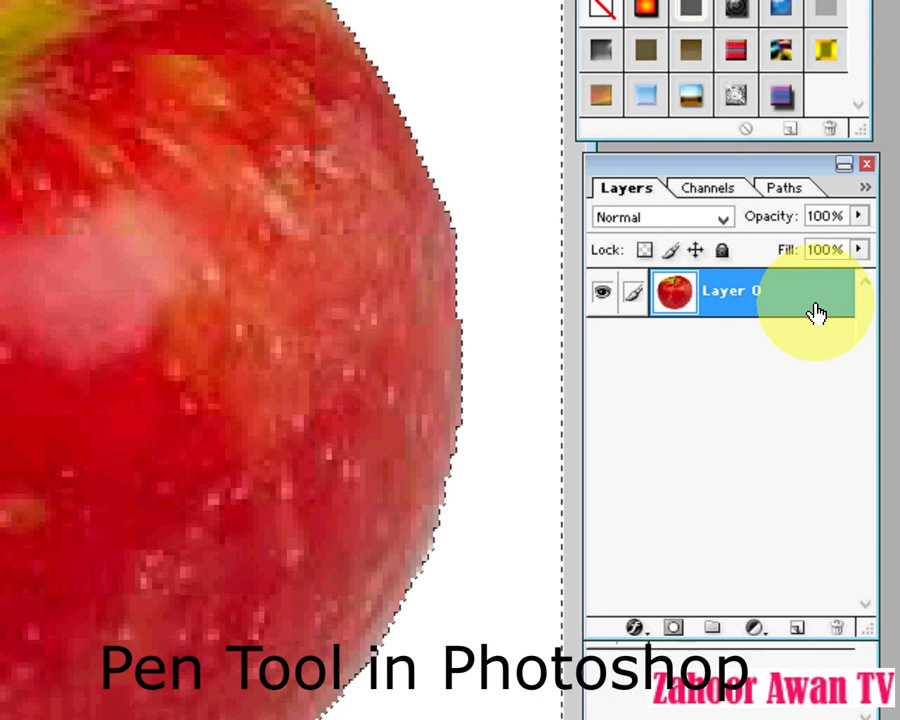 Layers Channels Paths
Normal Opacity: 100%
Lock: Fill: 100%
Layer 0
Pen Tool in Photoshop
Zahoor Awan TV